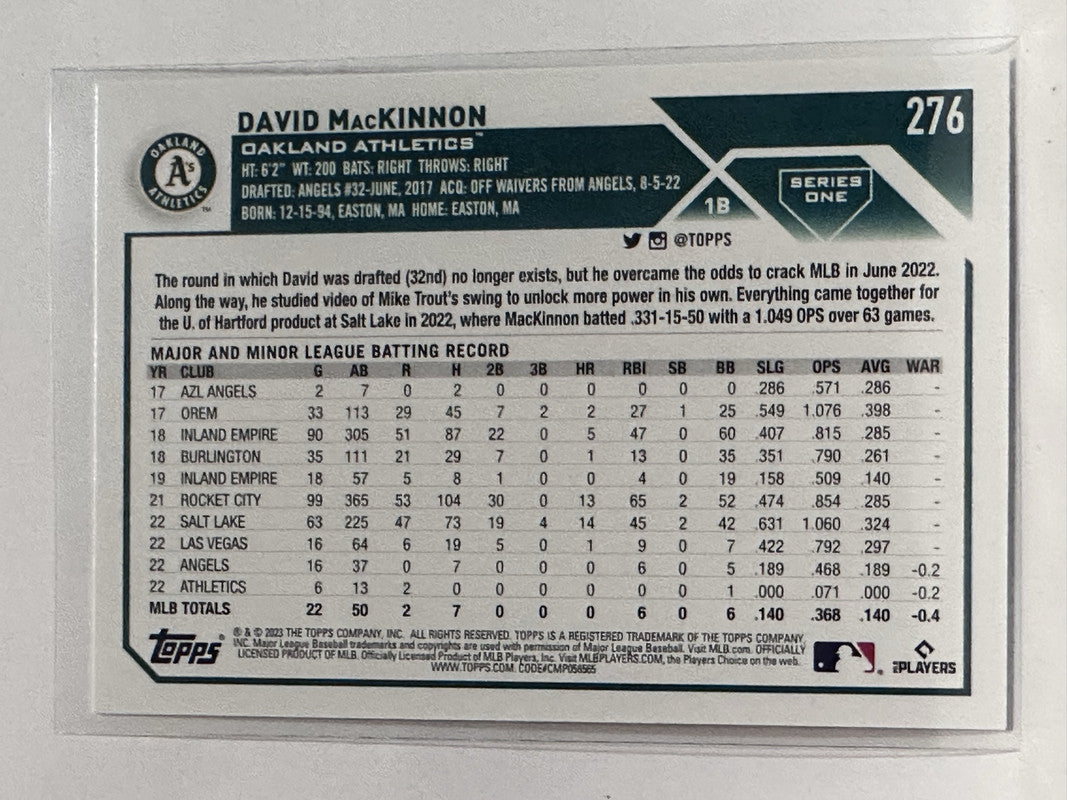 DAVID MACKINNON
276
OAKLAND ATHLETICS™
OAKLAND A's ATHLETICS ™
HT: 6'2" WT: 200 BATS: RIGHT THROWS: RIGHT
DRAFTED: ANGELS #32-JUNE, 2017 ACQ: OFF WAIVERS FROM ANGELS, 8-5-22
BORN: 12-15-94, EASTON, MA HOME: EASTON, MA
1B
SERIES
ONE
@TOPPS
The round in which David was drafted (32nd) no longer exists, but he overcame the odds to crack MLB in June 2022.
Along the way, he studied video of Mike Trout's swing to unlock more power in his own. Everything came together for
the U. of Hartford product at Salt Lake in 2022, where MacKinnon batted .331-15-50 with a 1.049 OPS over 63 games.
MAJOR AND MINOR LEAGUE BATTING RECORD
YR CLUB G AB R H 2B 3B HR RBI SB BB SLG OPS AVG WAR
17 AZL ANGELS 2 7 0 2 0 0 0 0 0 0 .286 .571 .286 -
17 OREM 33 113 29 45 7 2 2 27 1 25 .549 1.076 .398 -
18 INLAND EMPIRE 90 305 51 87 22 0 5 47 0 60 .407 .815 .285 -
18 BURLINGTON 35 111 21 29 7 0 1 13 0 35 .351 .790 .261 -
19 INLAND EMPIRE 18 57 5 8 1 0 0 4 0 19 .158 .509 .140 -
21 ROCKET CITY 99 365 53 104 30 0 13 65 2 52 .474 .854 .285 -
22 SALT LAKE 63 225 47 73 19 4 14 45 2 42 .631 1.060 .324 -
22 LAS VEGAS 16 64 6 19 5 0 1 9 0 7 .422 .792 .297 -
22 ANGELS 16 37 0 7 0 0 0 6 0 5 .189 .468 .189 -0.2
22 ATHLETICS 6 13 2 0 0 0 0 0 0 1 .000 .071 .000 -0.2
MLB TOTALS 22 50 2 7 0 0 0 6 0 6 .140 .368 .140 -0.4
Topps®
® & © 2023 THE TOPPS COMPANY, INC. ALL RIGHTS RESERVED. TOPPS IS A REGISTERED TRADEMARK OF THE TOPPS COMPANY,
INC. Major League Baseball trademarks and copyrights are used with permission of Major League Baseball. Visit MLB.com. OFFICIALLY
LICENSED PRODUCT OF MLB. Officially Licensed Product of MLB Players, Inc. Visit MLBPLAYERS.COM, the Players Choice on the web.
WWW.TOPPS.COM. CODE#CMP056565
PLAYERS